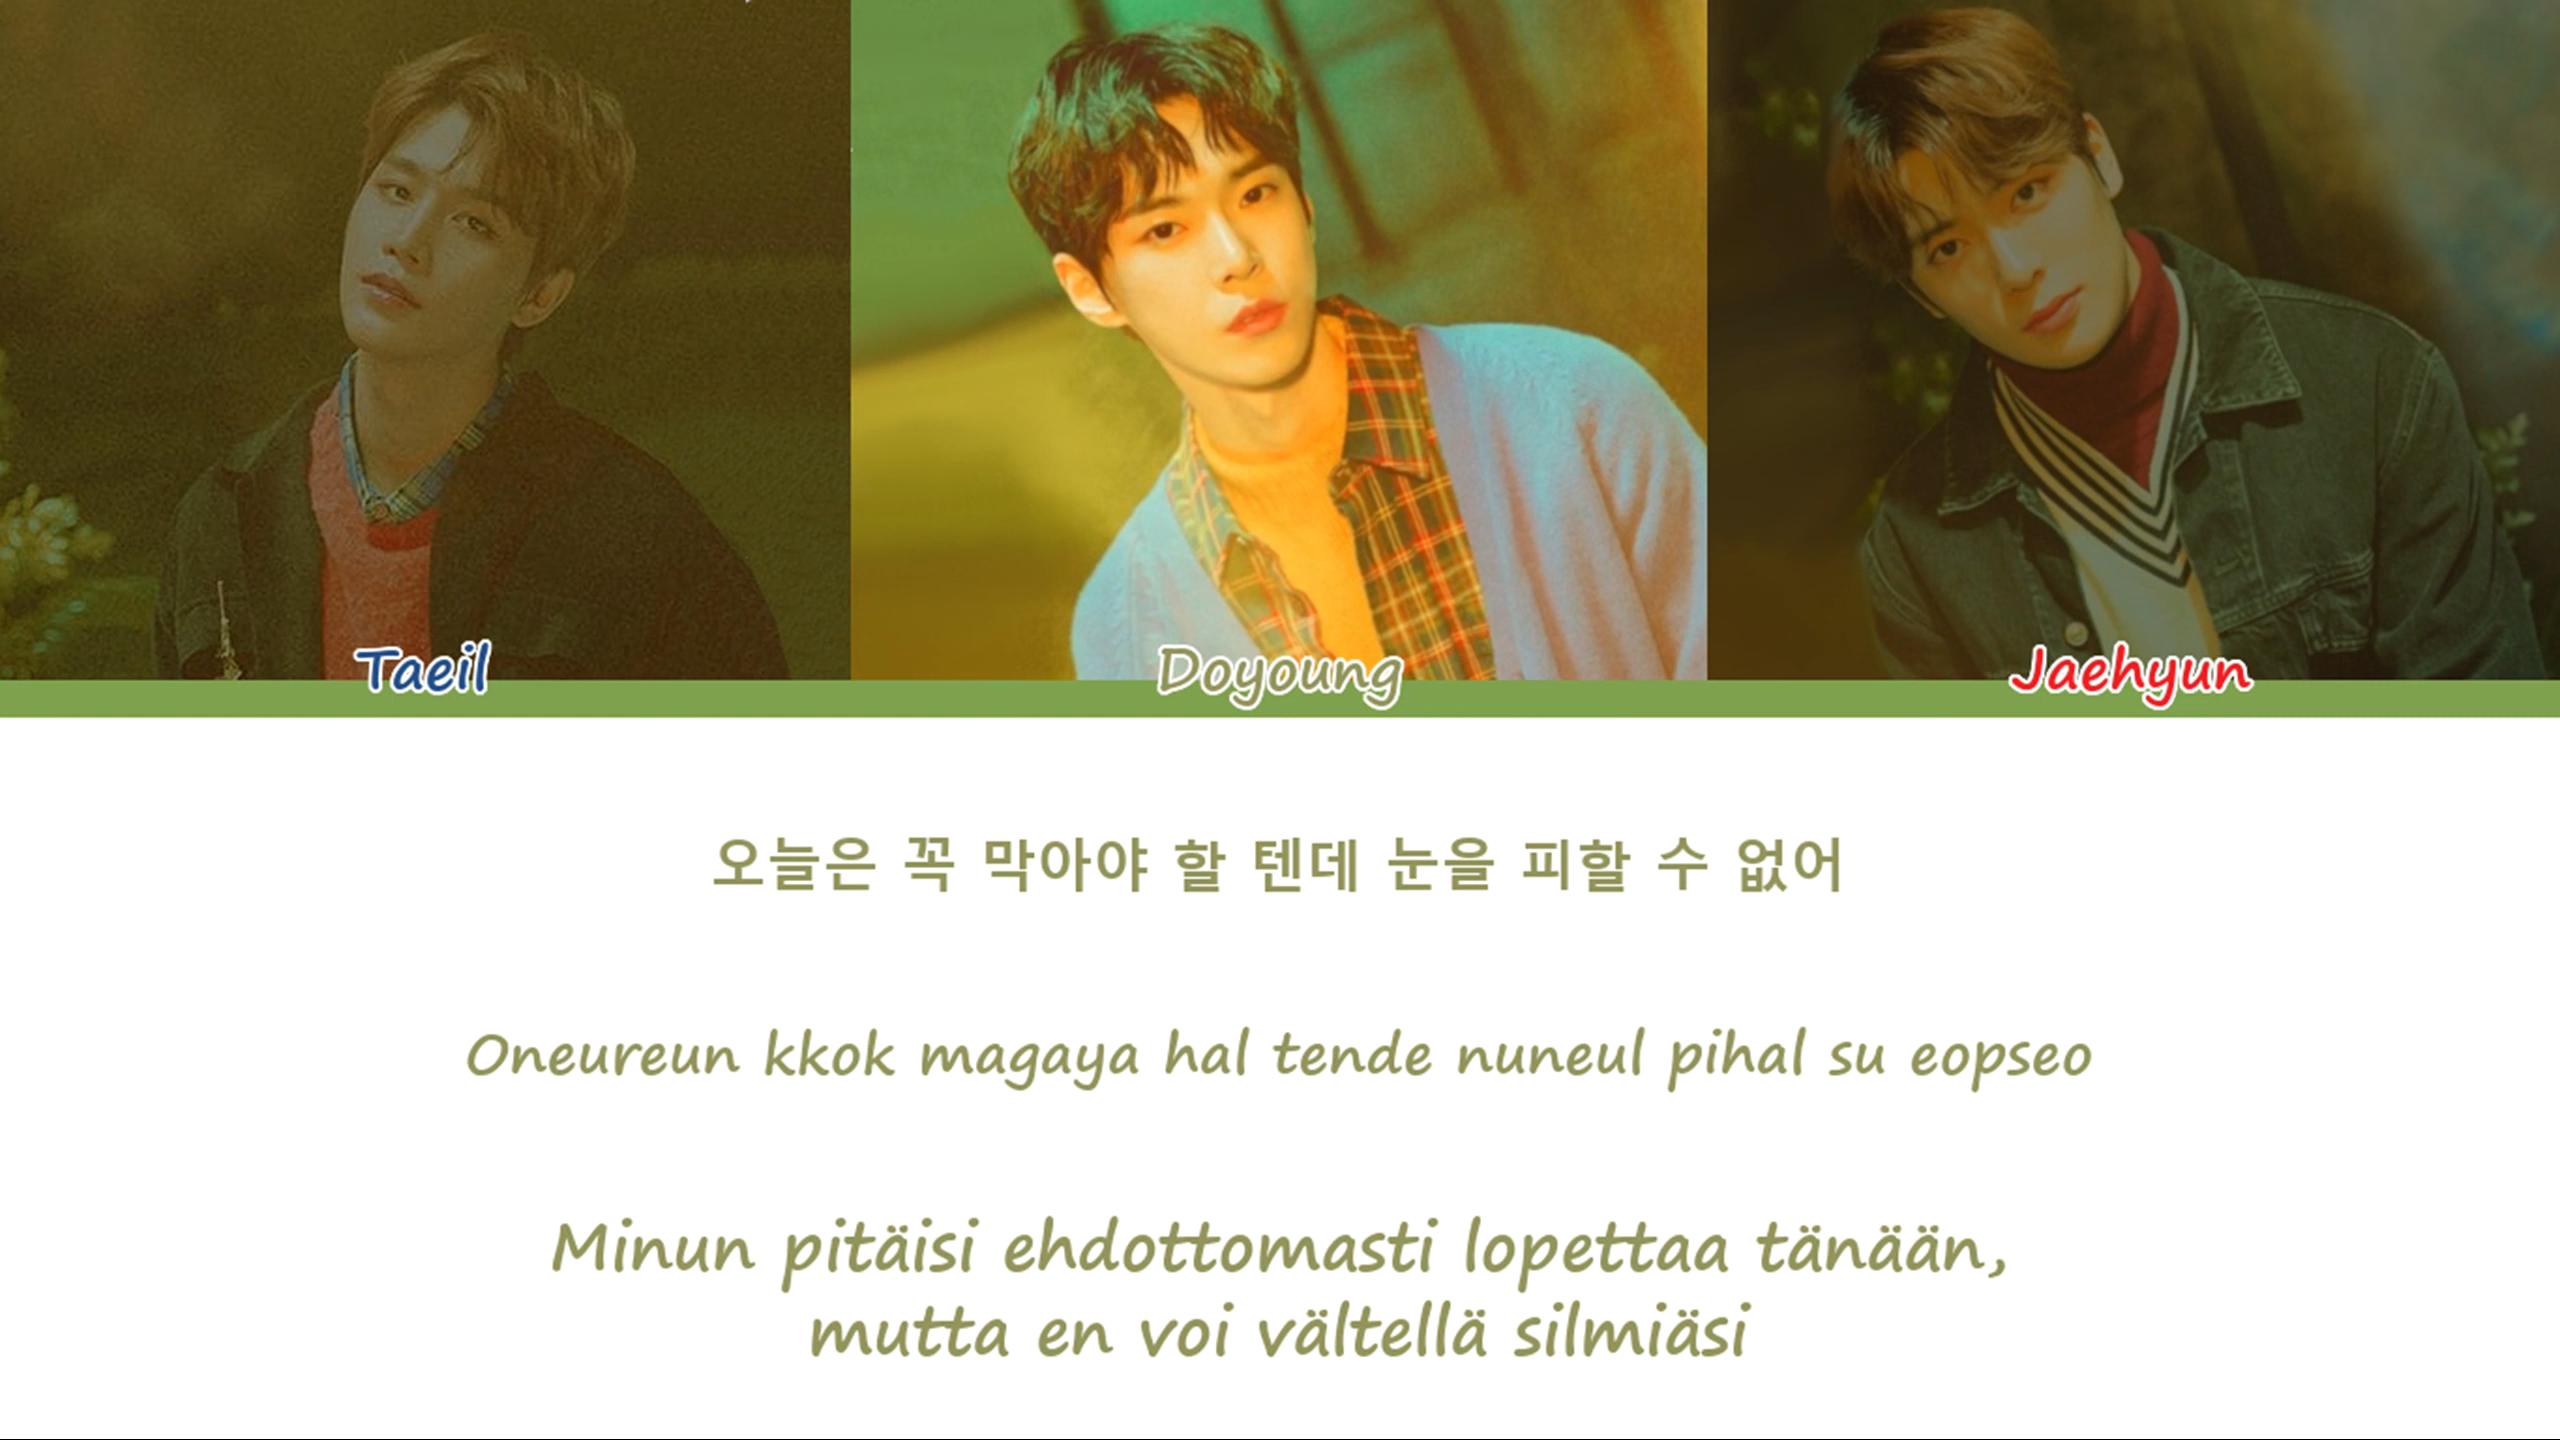 Taeil
Doyoung
Jaehyun
오늘은 꼭 막아야 할 텐데 눈을 피할 수 없어
Oneureun kkok magaya hal tende nuneul pihal su eopseo
Minun pitäisi ehdottomasti lopettaa tänään,
mutta en voi vältellä silmiäsi